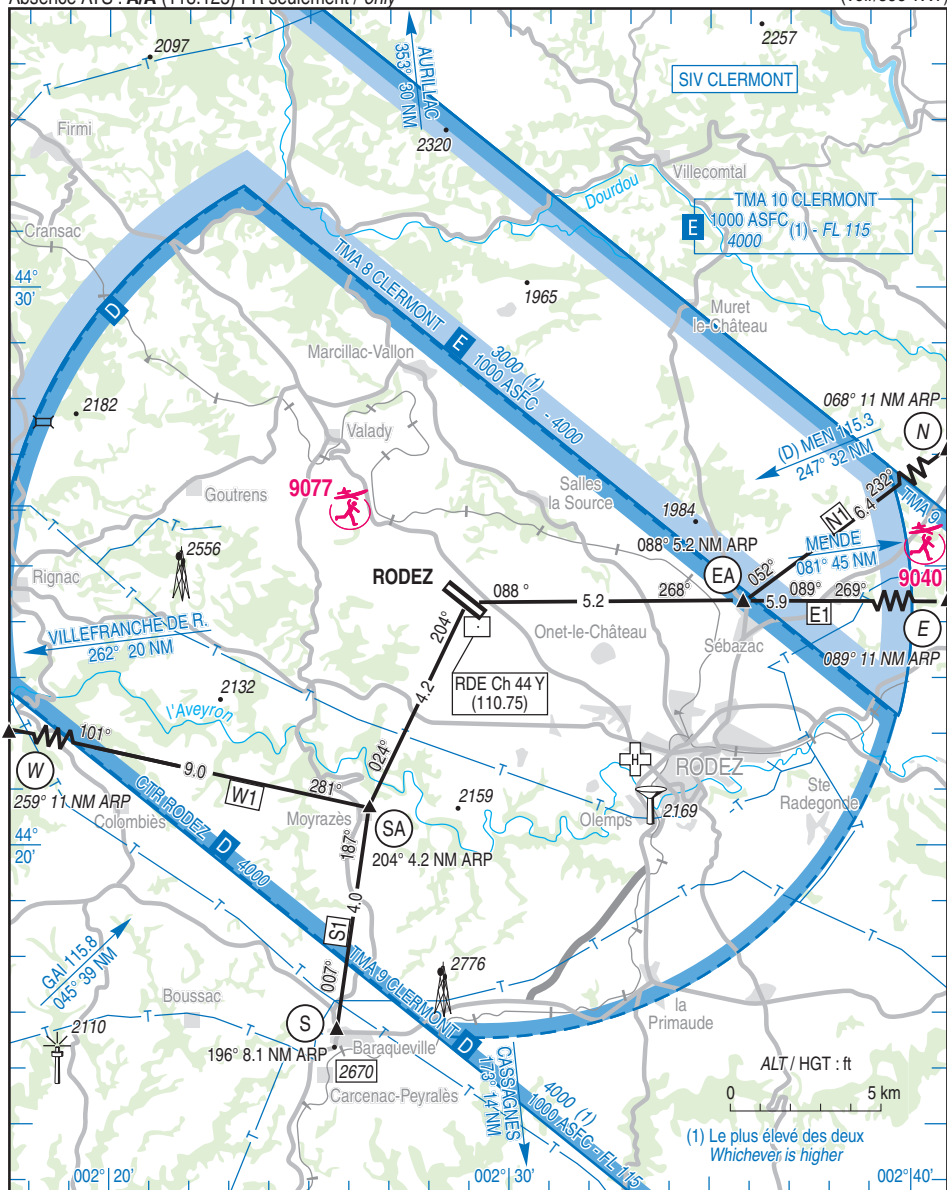 Absence ATS : A/A (118.125) FR seulement / only
2097
2257
AURILLAC
353° 30 NM
SIV CLERMONT
Firmi
2320
Villecomtal
Dourdou
TMA 10 CLERMONT
E
1000 ASFC
4000
(1) - FL 115
Cransac
44°
30'
D
TMA 8 CLERMONT
E
3000 (1)
1000 ASFC - 4000
1965
Muret
le-Château
Marcillac-Vallon
2182
068° 11 NM ARP
N
(D) MEN 115.3
247° 32 NM
Valady
9077
Goutrens
Salles
la Source
232°
6.4
N1
TMA 9
1984
2556
088° 5.2 NM ARP
MENDE
081° 45 NM
9040
Rignac
RODEZ
EA
052°
088 °
5.2
268°
5.9
089°
269°
E1
E
089° 11 NM ARP
204°
VILLEFRANCHE DE R.
262° 20 NM
Onet-le-Château
Sébazac
4.2
RDE Ch 44 Y
(110.75)
2132
l'Aveyron
024°
101°
9.0
W
W1
281°
259° 11 NM ARP
H
RODEZ
Ste
Radegonde
Colombiès
Moyrazès
2159
Olemps
2169
SA
204° 4.2 NM ARP
CTR RODEZ
D
4000
44°
20'
187°
4.0
S1
007°
GAI 115.8
045° 39 NM
TMA 9 CLERMONT
D
2776
Boussac
la
Primaude
S
2110
196° 8.1 NM ARP
Baraqueville
2670
Carcenac-Peyralès
CASSAGNES
173° 14 NM
4000 (1)
1000 ASFC - FL 115
ALT / HGT : ft
0
5 km
(1) Le plus élevé des deux
Whichever is higher
002° 20'
002° 30'
002° 40'